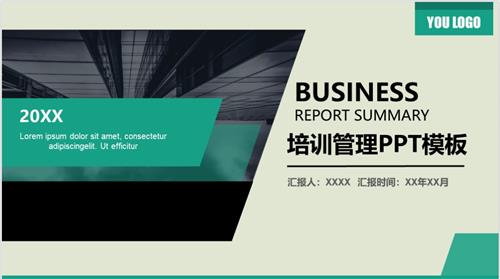 YOU LOGO
20XX
Lorem ipsum dolor sit amet, consectetur
adipiscingelit. Ut efficitur
BUSINESS
REPORT SUMMARY
培训管理PPT模板
汇报人：XXXX 汇报时间：XX年XX月